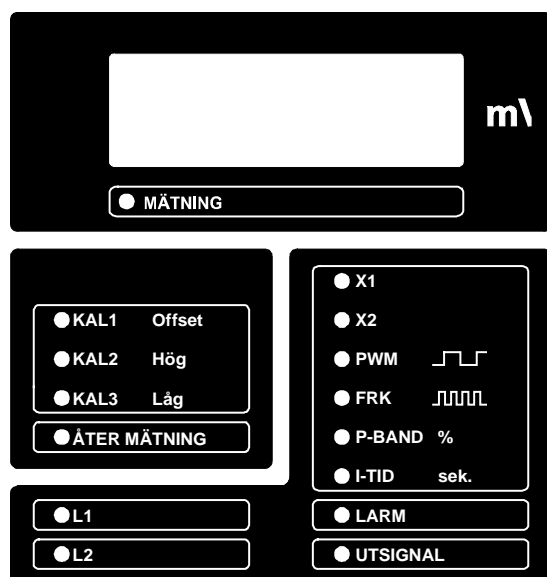 mV
MÄTNING
KAL1 Offset
KAL2 Hög
KAL3 Låg
ÅTER MÄTNING
L1
L2
X1
X2
PWM
FRK
P-BAND %
I-TID sek.
LARM
UTSIGNAL